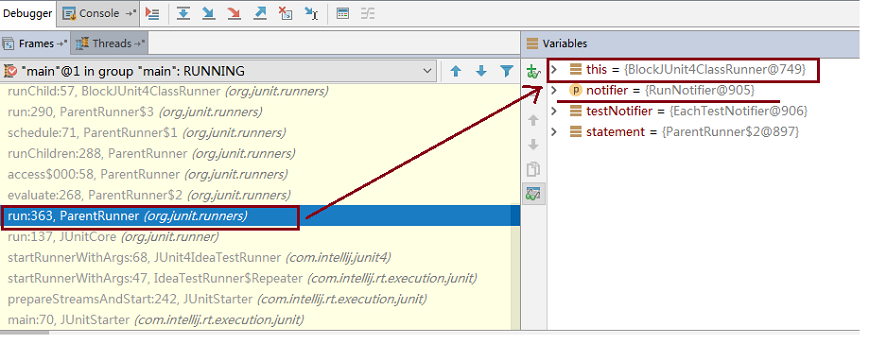 Debugger Console →*
Frames →* Threads →*
Variables
"main"@1 in group "main": RUNNING
runChild:57, BlockJUnit4ClassRunner (org.junit.runners)
run:290, ParentRunner$3 (org.junit.runners)
schedule:71, ParentRunner$1 (org.junit.runners)
runChildren:288, ParentRunner (org.junit.runners)
access$000:58, ParentRunner (org.junit.runners)
evaluate:268, ParentRunner$2 (org.junit.runners)
run:363, ParentRunner (org.junit.runners)
run:137, JUnitCore (org.junit.runner)
startRunnerWithArgs:68, JUnit4IdeaTestRunner (com.intellij.junit4)
startRunnerWithArgs:47, IdeaTestRunner$Repeater (com.intellij.rt.execution.junit)
prepareStreamsAndStart:242, JUnitStarter (com.intellij.rt.execution.junit)
main:70, JUnitStarter (com.intellij.rt.execution.junit)
this = {BlockJUnit4ClassRunner@749}
p notifier = {RunNotifier@905}
testNotifier = {EachTestNotifier@906}
statement = {ParentRunner$2@897}